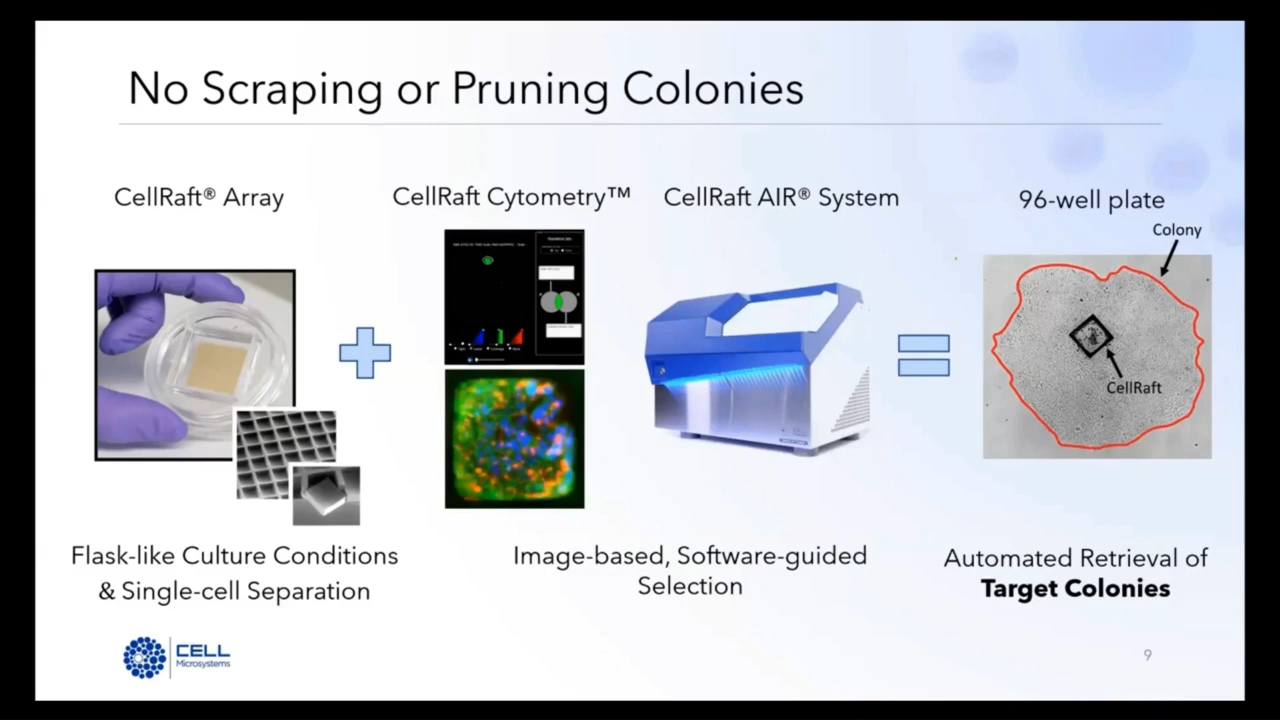 No Scraping or Pruning Colonies
CellRaft® Array
CellRaft Cytometry™
CellRaft AIR® System
96-well plate
Colony
CellRaft
Flask-like Culture Conditions
& Single-cell Separation
Image-based, Software-guided
Selection
Automated Retrieval of
Target Colonies
CELL
Microsystems
9